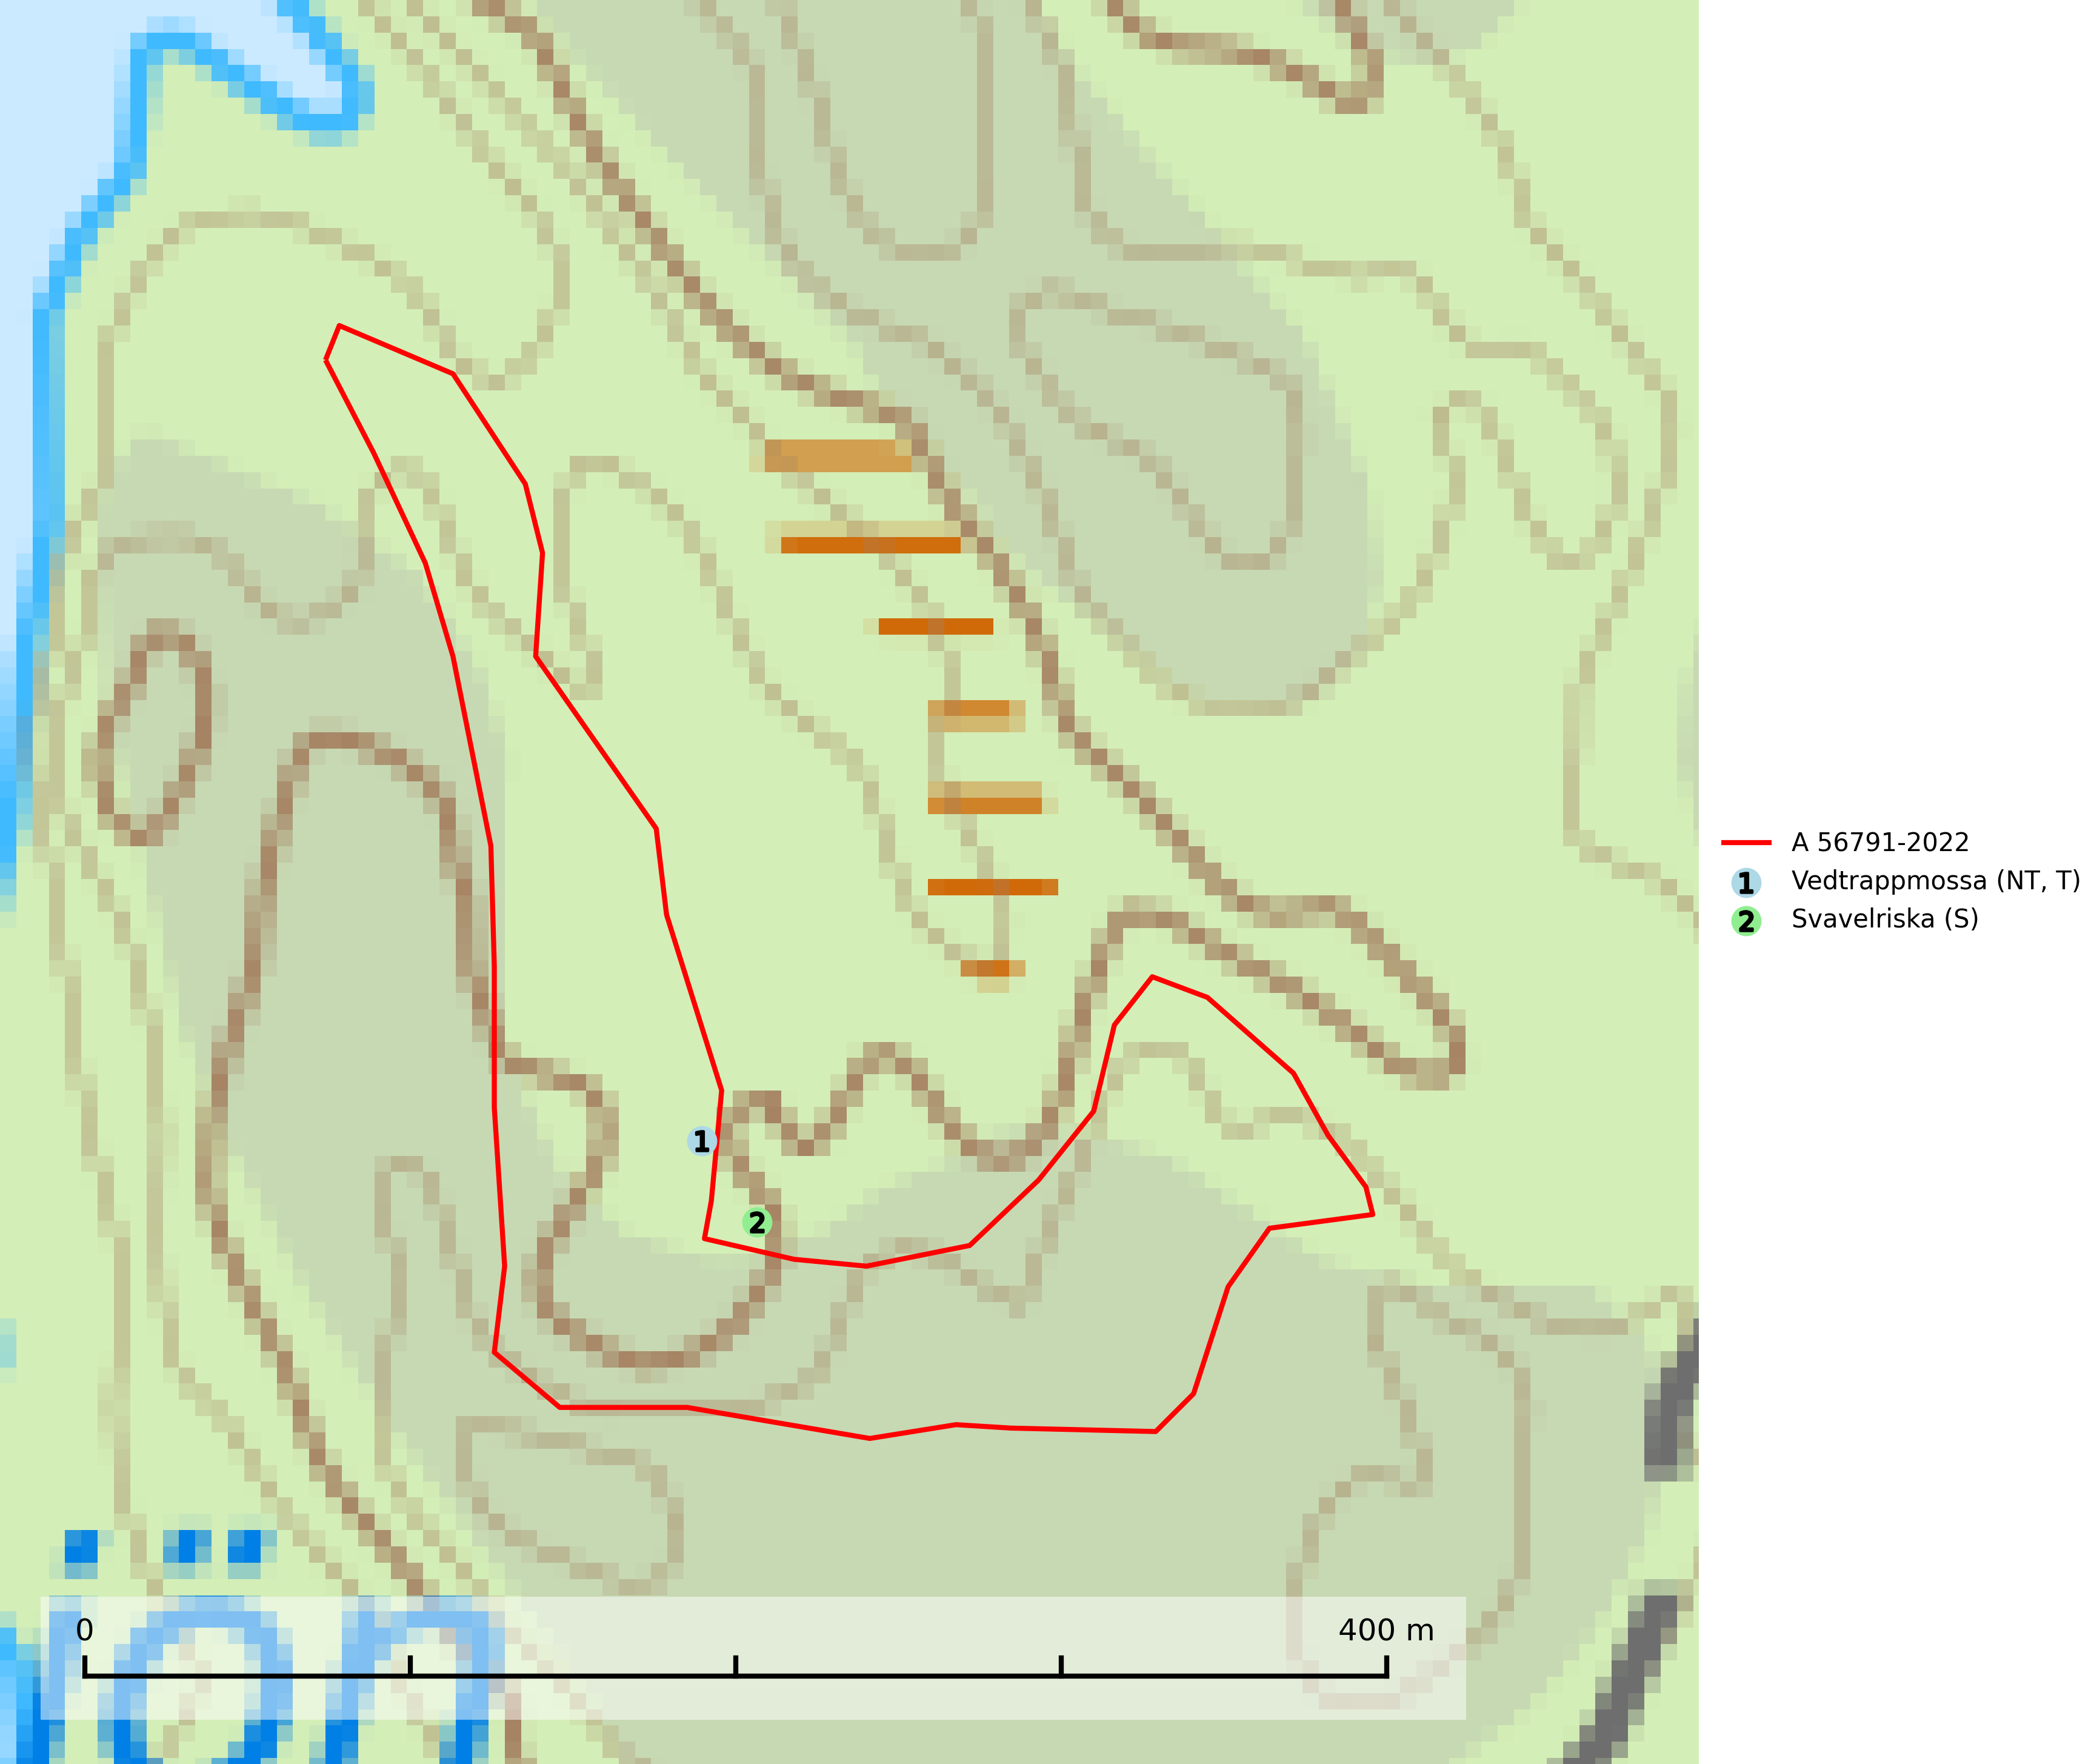 A 56791-2022
1 Vedtrappmossa (NT, T)
2 Svavelriska (S)
1
2
0 400 m